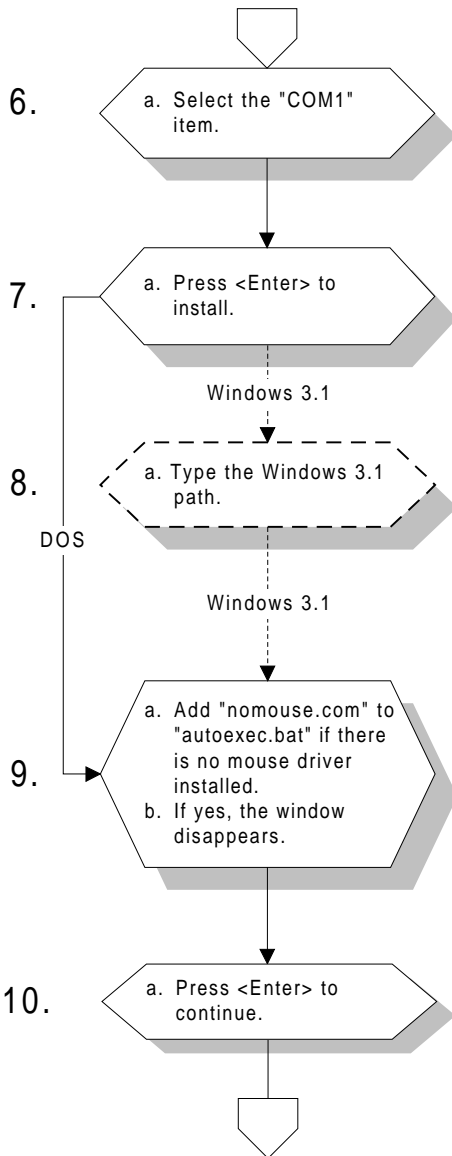 6.
a. Select the "COM1"
item.
7.
a. Press <Enter> to
install.
Windows 3.1
8.
a. Type the Windows 3.1
path.
DOS
Windows 3.1
9.
a. Add "nomouse.com" to
"autoexec.bat" if there
is no mouse driver
installed.
b. If yes, the window
disappears.
10.
a. Press <Enter> to
continue.